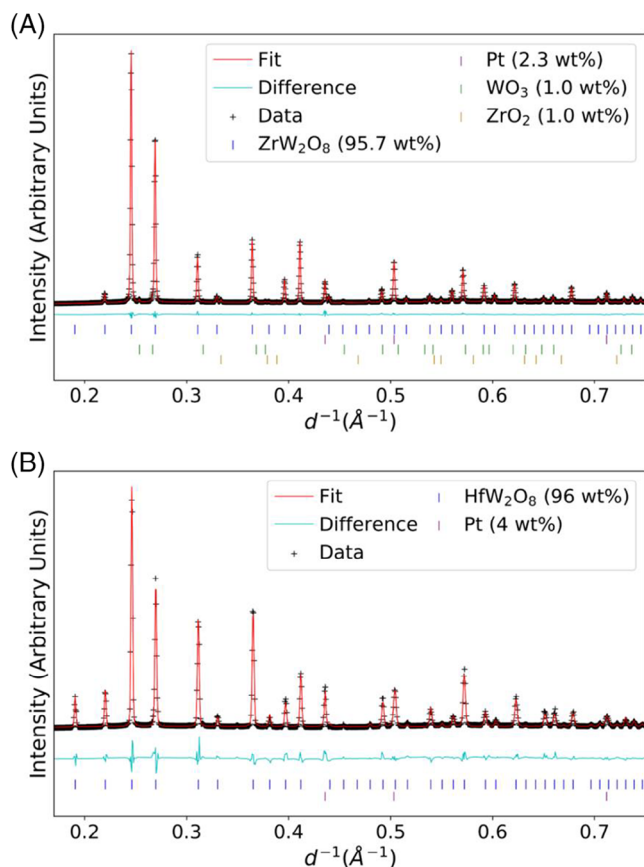 (A)
Intensity (Arbitrary Units)
Fit
Difference
Data
ZrW₂O₈ (95.7 wt%)
Pt (2.3 wt%)
WO₃ (1.0 wt%)
ZrO₂ (1.0 wt%)
0.2 0.3 0.4 0.5 0.6 0.7
d⁻¹(Å⁻¹)
(B)
Intensity (Arbitrary Units)
Fit
Difference
Data
HfW₂O₈ (96 wt%)
Pt (4 wt%)
0.2 0.3 0.4 0.5 0.6 0.7
d⁻¹(Å⁻¹)